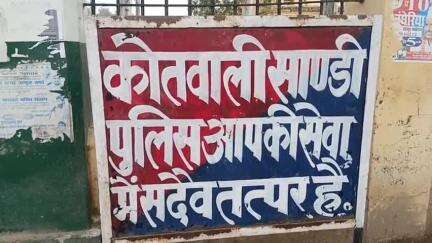 कोतवाली साण्डी
पुलिस आपकी सेवा
में सदैव तत्पर है.